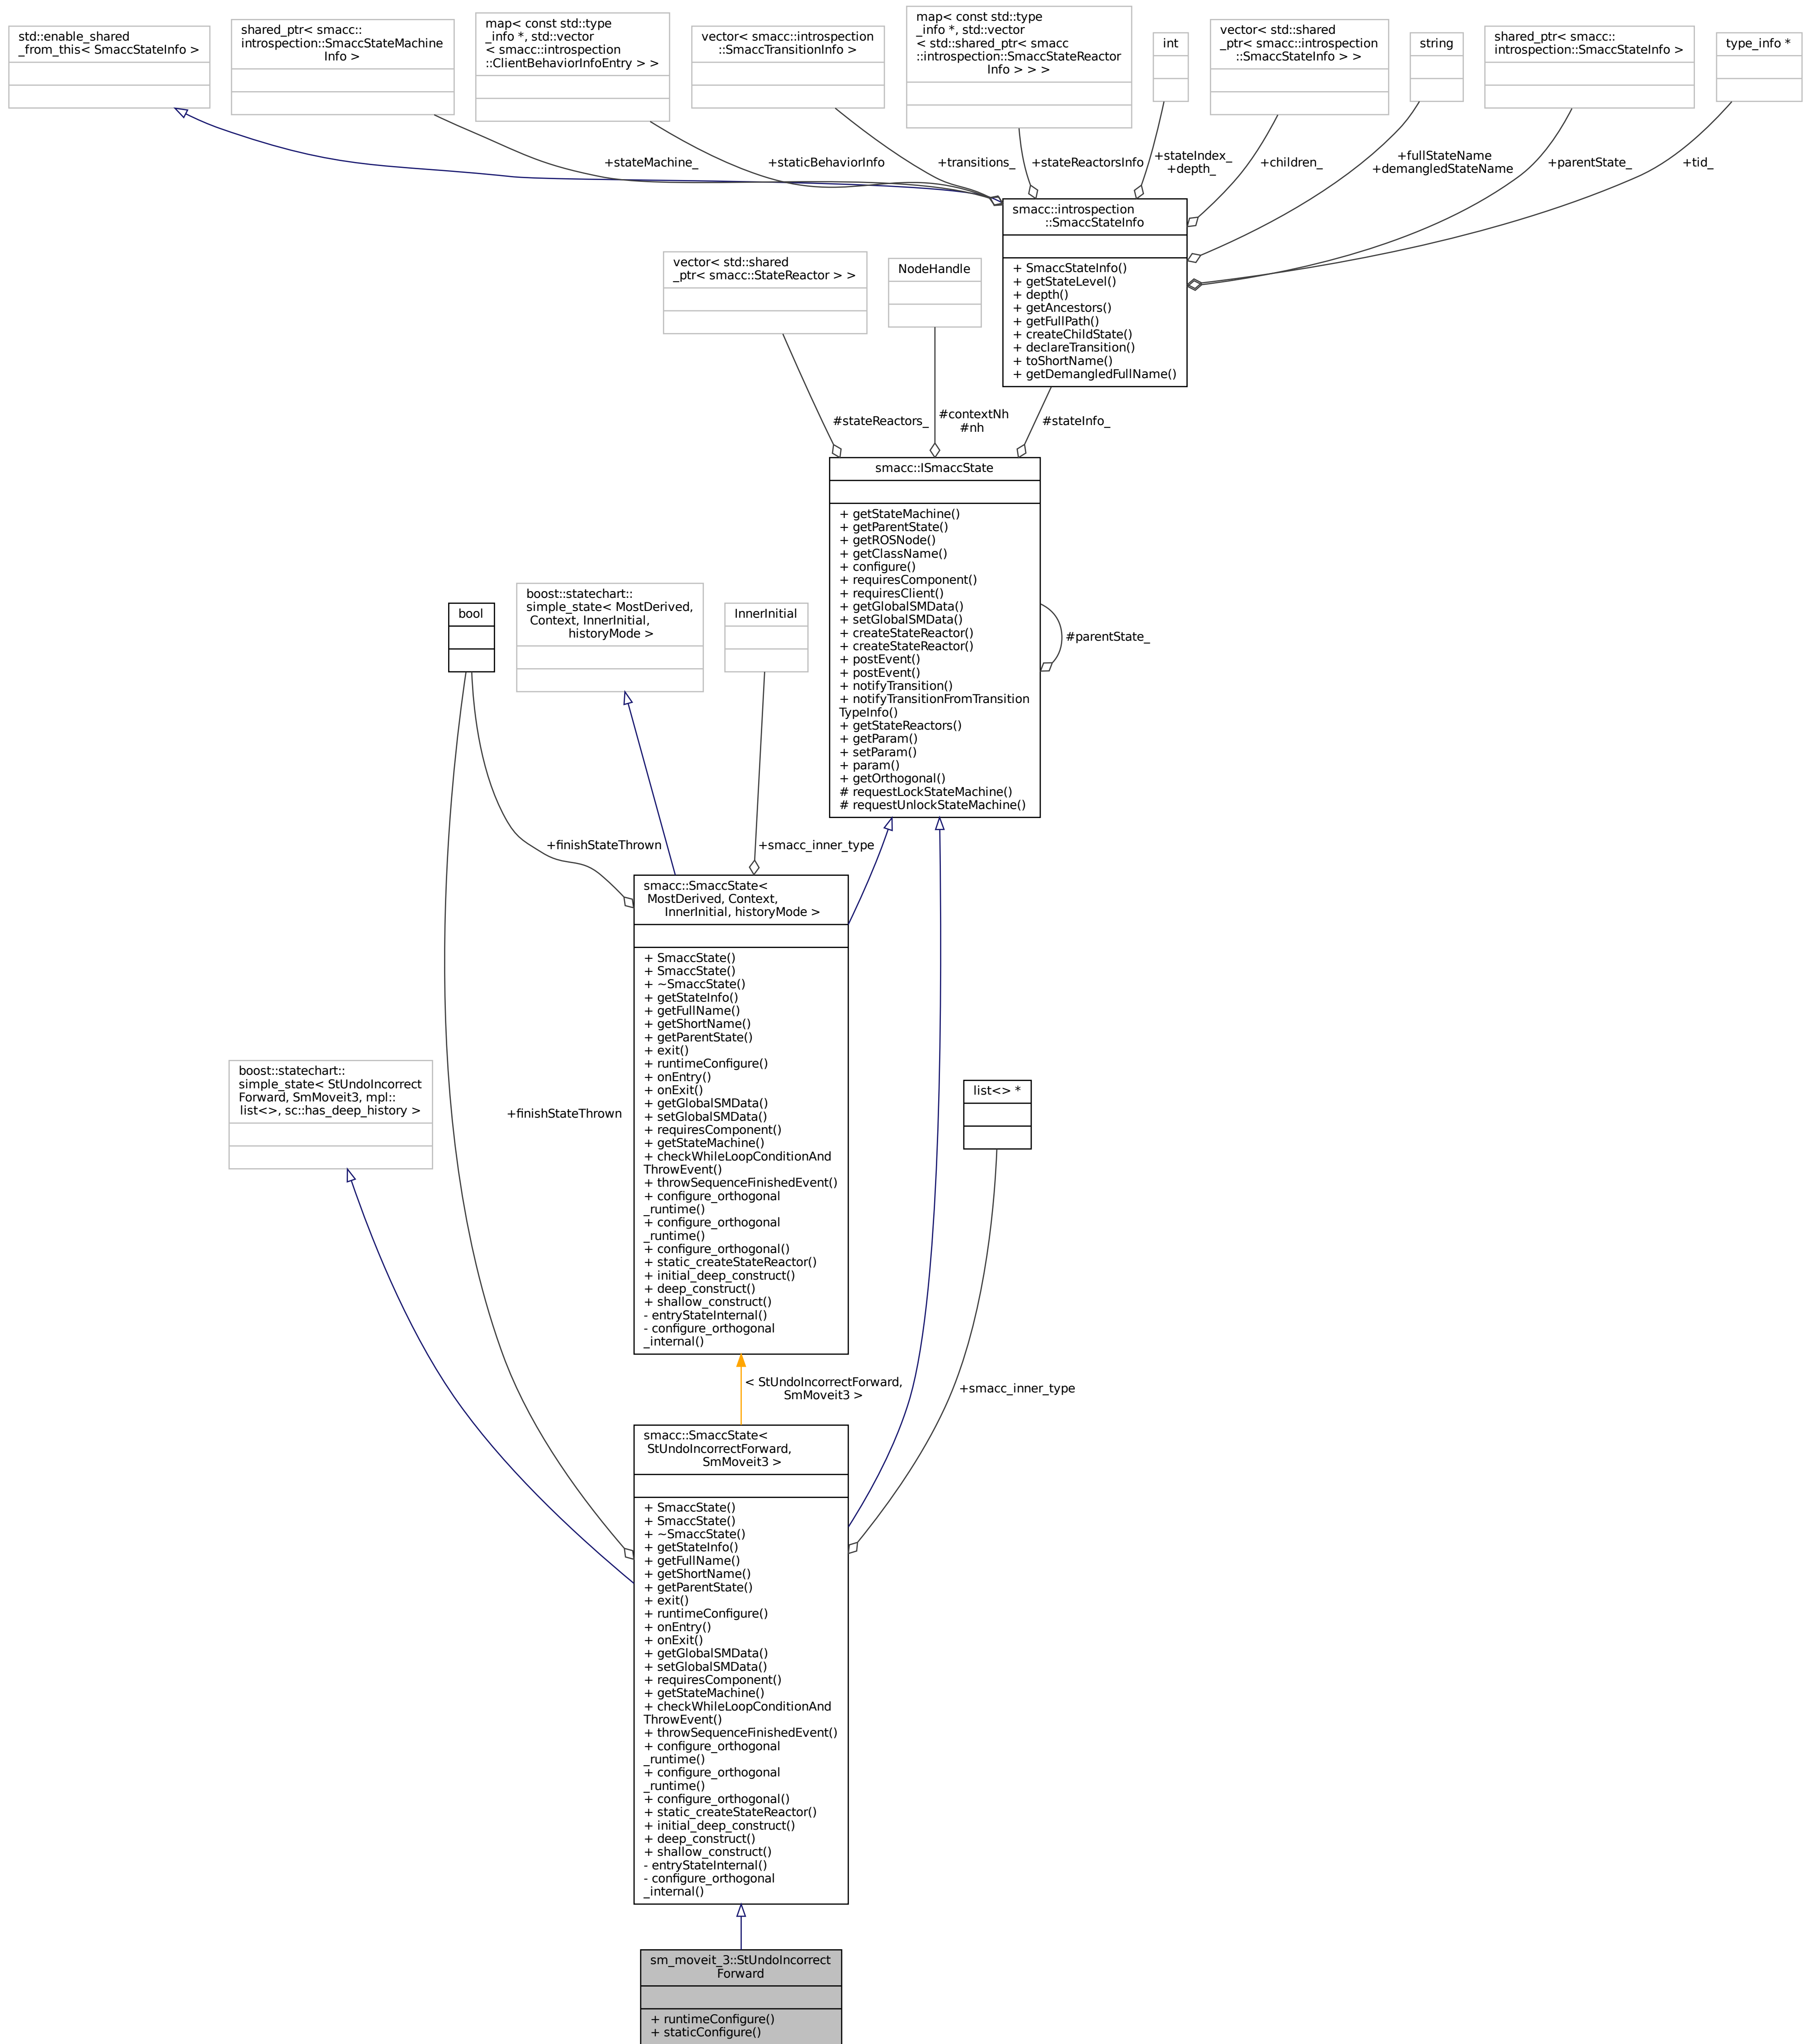 std::enable_shared
_from_this< SmaccStateInfo >
shared_ptr< smacc::
introspection::SmaccStateMachine
Info >
map< const std::type
_info *, std::vector
< smacc::introspection
::ClientBehaviorInfoEntry > >
vector< smacc::introspection
::SmaccTransitionInfo >
map< const std::type
_info *, std::vector
< std::shared_ptr< smacc
::introspection::SmaccStateReactor
Info > > >
int
vector< std::shared
_ptr< smacc::introspection
::SmaccStateInfo > >
string
shared_ptr< smacc::
introspection::SmaccStateInfo >
type_info *
+stateMachine_
+staticBehaviorInfo
+transitions_
+stateReactorsInfo
+stateIndex_
+depth_
+children_
+fullStateName
+demangledStateName
+parentState_
+tid_
smacc::introspection
::SmaccStateInfo
+ SmaccStateInfo()
+ getStateLevel()
+ depth()
+ getAncestors()
+ getFullPath()
+ createChildState()
+ declareTransition()
+ toShortName()
+ getDemangledFullName()
vector< std::shared
_ptr< smacc::StateReactor > >
NodeHandle
#stateReactors_
#contextNh
#nh
#stateInfo_
smacc::ISmaccState
+ getStateMachine()
+ getParentState()
+ getROSNode()
+ getClassName()
+ configure()
+ requiresComponent()
+ requiresClient()
+ getGlobalSMData()
+ setGlobalSMData()
+ createStateReactor()
+ createStateReactor()
+ postEvent()
+ postEvent()
+ notifyTransition()
+ notifyTransitionFromTransition
TypeInfo()
+ getStateReactors()
+ getParam()
+ setParam()
+ param()
+ getOrthogonal()
# requestLockStateMachine()
# requestUnlockStateMachine()
#parentState_
bool
boost::statechart::
simple_state< MostDerived,
Context, InnerInitial,
historyMode >
InnerInitial
+finishStateThrown
+smacc_inner_type
smacc::SmaccState<
MostDerived, Context,
InnerInitial, historyMode >
+ SmaccState()
+ SmaccState()
+ ~SmaccState()
+ getStateInfo()
+ getFullName()
+ getShortName()
+ getParentState()
+ exit()
+ runtimeConfigure()
+ onEntry()
+ onExit()
+ getGlobalSMData()
+ setGlobalSMData()
+ requiresComponent()
+ getStateMachine()
+ checkWhileLoopConditionAnd
ThrowEvent()
+ throwSequenceFinishedEvent()
+ configure_orthogonal
_runtime()
+ configure_orthogonal
_runtime()
+ configure_orthogonal()
+ static_createStateReactor()
+ initial_deep_construct()
+ deep_construct()
+ shallow_construct()
- entryStateInternal()
- configure_orthogonal
_internal()
boost::statechart::
simple_state< StUndoIncorrect
Forward, SmMoveit3, mpl::
list<>, sc::has_deep_history >
+finishStateThrown
list<> *
< StUndoIncorrectForward,
SmMoveit3 >
+smacc_inner_type
smacc::SmaccState<
StUndoIncorrectForward,
SmMoveit3 >
+ SmaccState()
+ SmaccState()
+ ~SmaccState()
+ getStateInfo()
+ getFullName()
+ getShortName()
+ getParentState()
+ exit()
+ runtimeConfigure()
+ onEntry()
+ onExit()
+ getGlobalSMData()
+ setGlobalSMData()
+ requiresComponent()
+ getStateMachine()
+ checkWhileLoopConditionAnd
ThrowEvent()
+ throwSequenceFinishedEvent()
+ configure_orthogonal
_runtime()
+ configure_orthogonal
_runtime()
+ configure_orthogonal()
+ static_createStateReactor()
+ initial_deep_construct()
+ deep_construct()
+ shallow_construct()
- entryStateInternal()
- configure_orthogonal
_internal()
sm_moveit_3::StUndoIncorrect
Forward
+ runtimeConfigure()
+ staticConfigure()